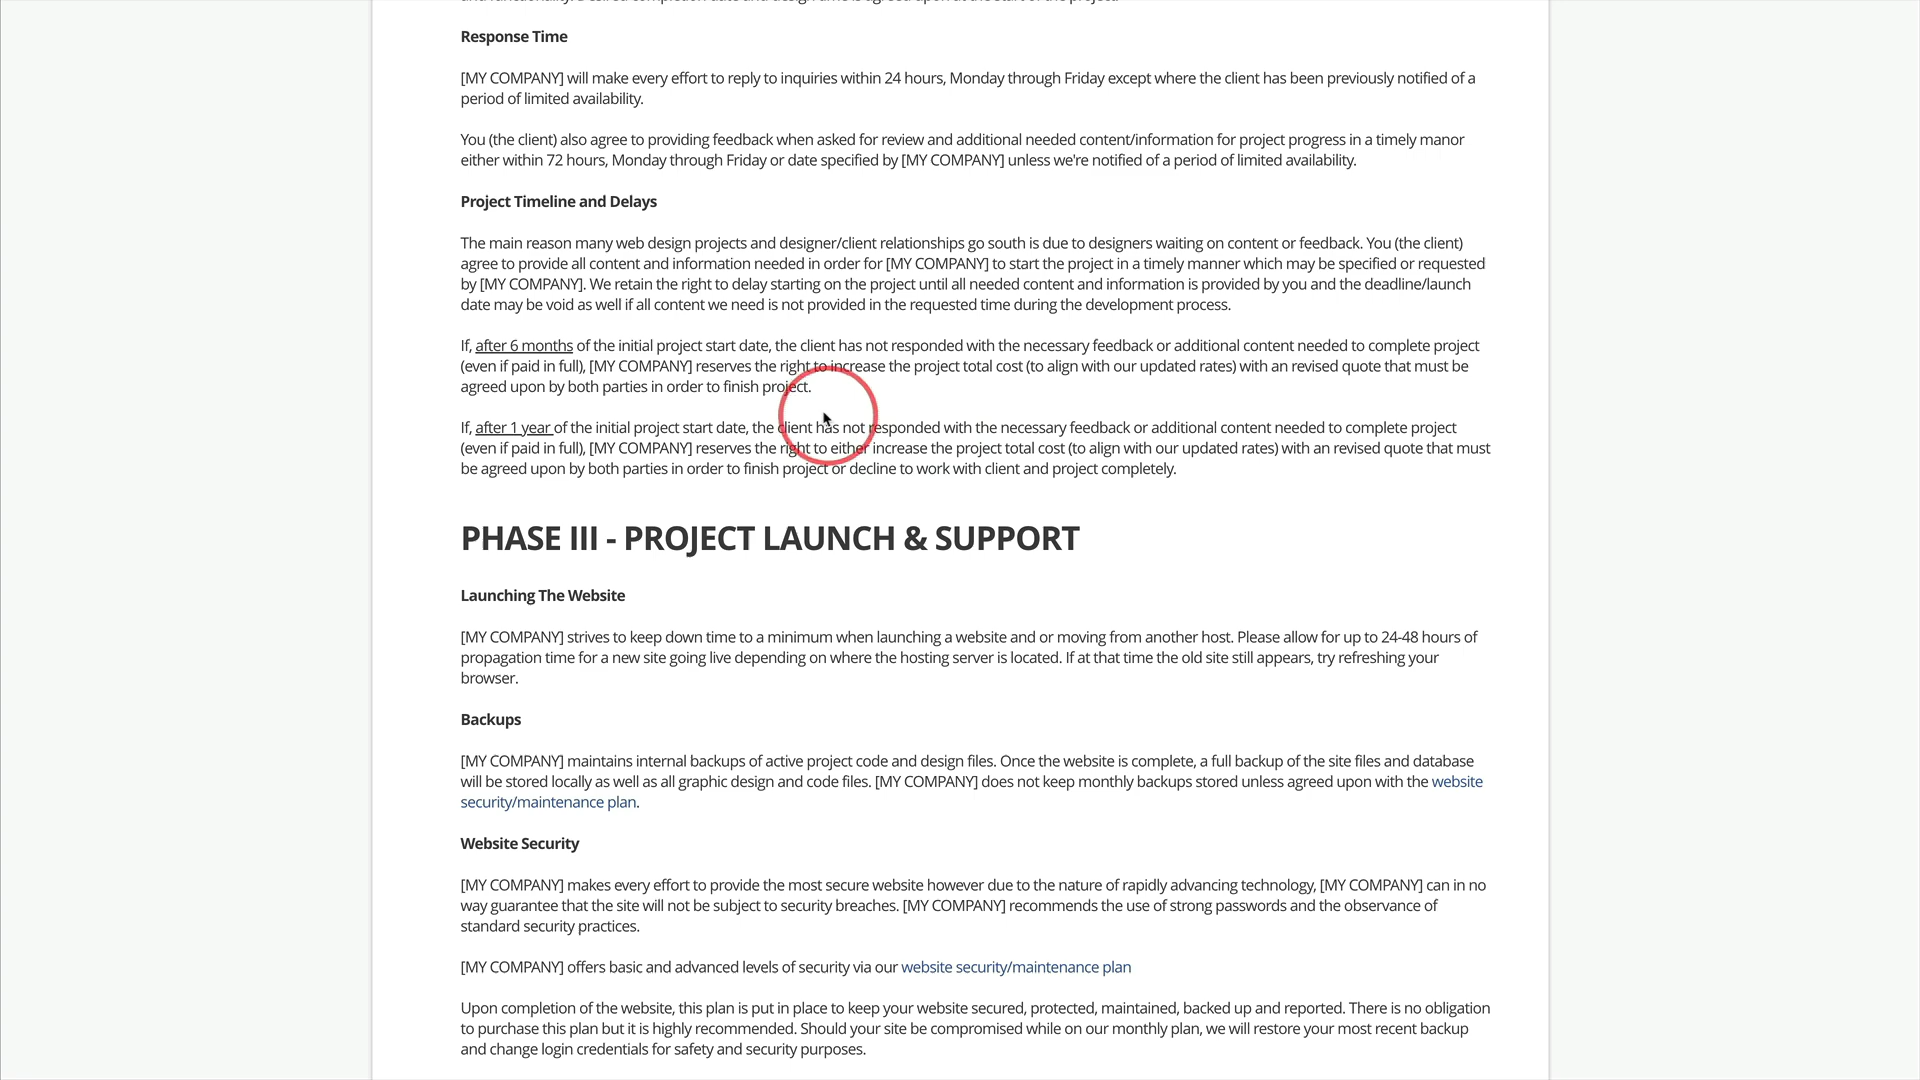 Response Time
[MY COMPANY] will make every effort to reply to inquiries within 24 hours, Monday through Friday except where the client has been previously notified of a
period of limited availability.
You (the client) also agree to providing feedback when asked for review and additional needed content/information for project progress in a timely manor
either within 72 hours, Monday through Friday or date specified by [MY COMPANY] unless we're notified of a period of limited availability.
Project Timeline and Delays
The main reason many web design projects and designer/client relationships go south is due to designers waiting on content or feedback. You (the client)
agree to provide all content and information needed in order for [MY COMPANY] to start the project in a timely manner which may be specified or requested
by [MY COMPANY]. We retain the right to delay starting on the project until all needed content and information is provided by you and the deadline/launch
date may be void as well if all content we need is not provided in the requested time during the development process.
If, after 6 months of the initial project start date, the client has not responded with the necessary feedback or additional content needed to complete project
(even if paid in full), [MY COMPANY] reserves the right to increase the project total cost (to align with our updated rates) with an revised quote that must be
agreed upon by both parties in order to finish project.
If, after 1 year of the initial project start date, the client has not responded with the necessary feedback or additional content needed to complete project
(even if paid in full), [MY COMPANY] reserves the right to either increase the project total cost (to align with our updated rates) with an revised quote that must
be agreed upon by both parties in order to finish project or decline to work with client and project completely.
PHASE III - PROJECT LAUNCH & SUPPORT
Launching The Website
[MY COMPANY] strives to keep down time to a minimum when launching a website and or moving from another host. Please allow for up to 24-48 hours of
propagation time for a new site going live depending on where the hosting server is located. If at that time the old site still appears, try refreshing your
browser.
Backups
[MY COMPANY] maintains internal backups of active project code and design files. Once the website is complete, a full backup of the site files and database
will be stored locally as well as all graphic design and code files. [MY COMPANY] does not keep monthly backups stored unless agreed upon with the website
security/maintenance plan.
Website Security
[MY COMPANY] makes every effort to provide the most secure website however due to the nature of rapidly advancing technology, [MY COMPANY] can in no
way guarantee that the site will not be subject to security breaches. [MY COMPANY] recommends the use of strong passwords and the observance of
standard security practices.
[MY COMPANY] offers basic and advanced levels of security via our website security/maintenance plan
Upon completion of the website, this plan is put in place to keep your website secured, protected, maintained, backed up and reported. There is no obligation
to purchase this plan but it is highly recommended. Should your site be compromised while on our monthly plan, we will restore your most recent backup
and change login credentials for safety and security purposes.